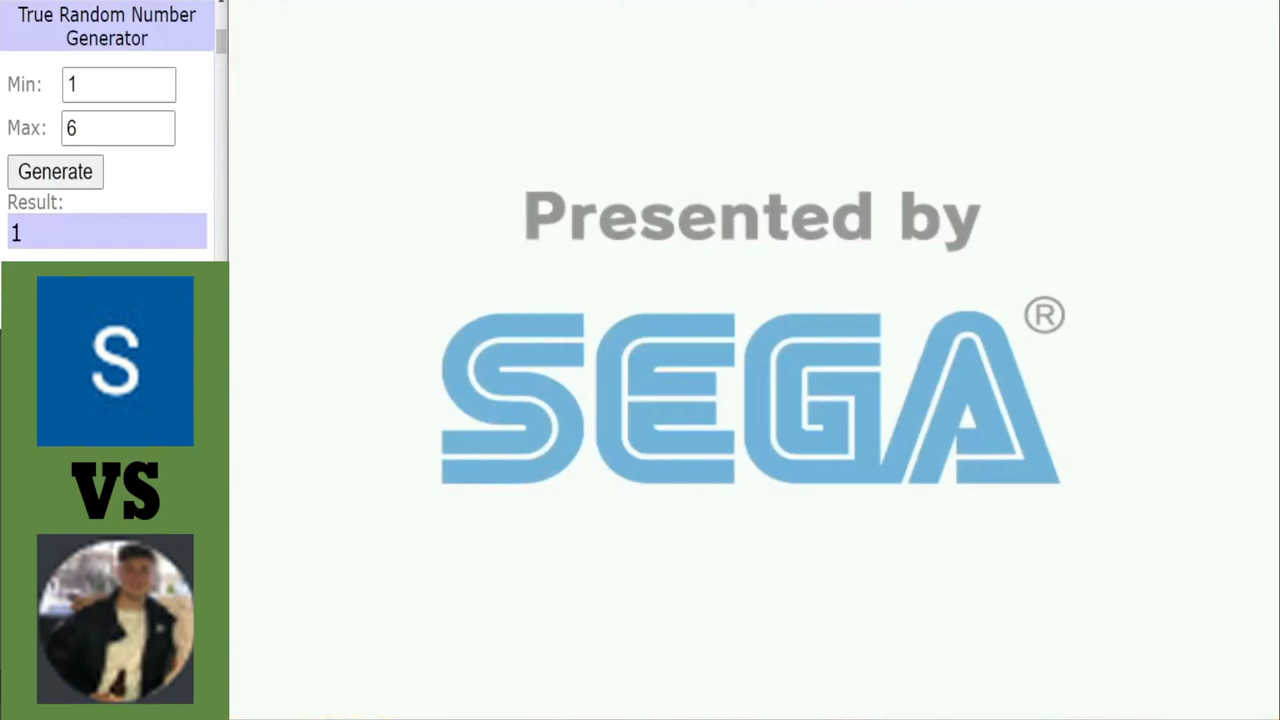 True Random Number
Generator
Min: 1
Max: 6
Generate
Result:
1
S
VS
Presented by
SEGA®